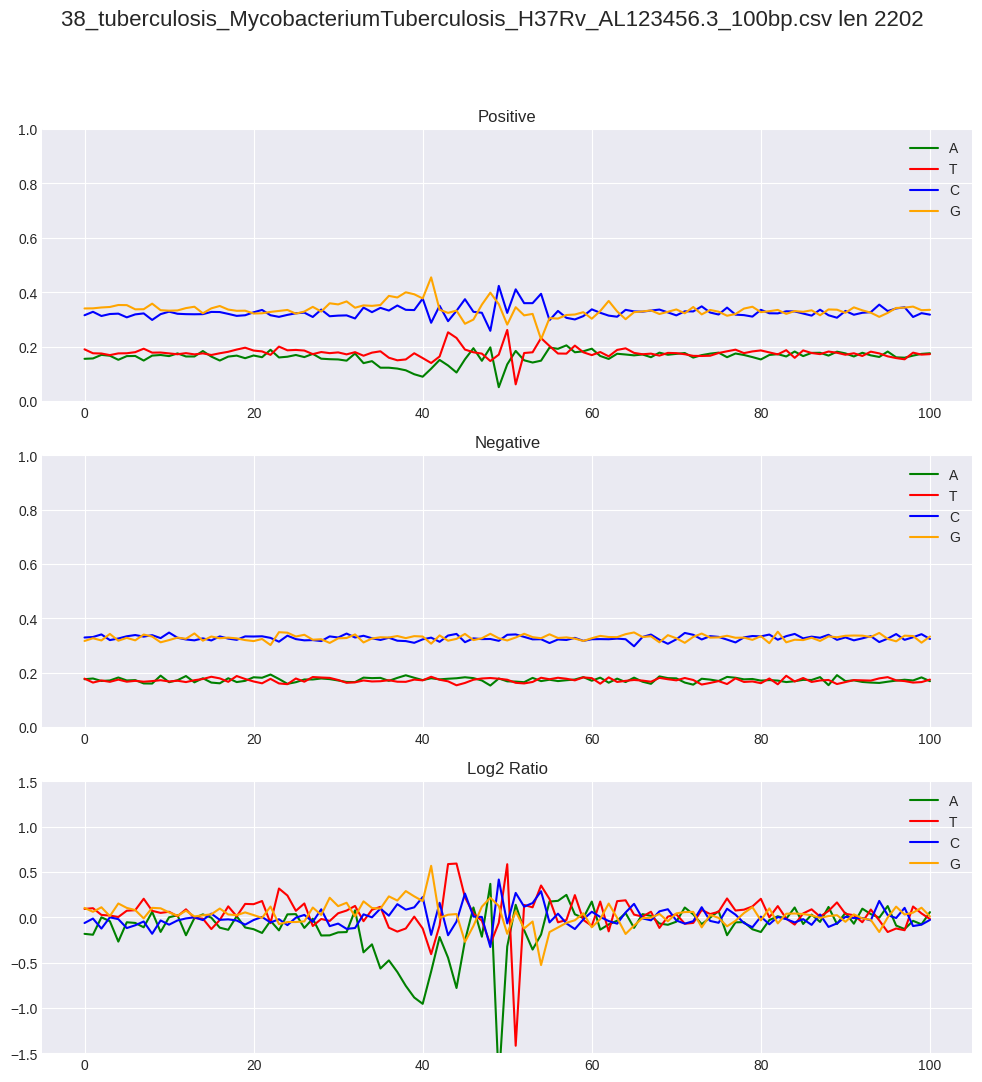 38_tuberculosis_MycobacteriumTuberculosis_H37Rv_AL123456.3_100bp.csv len 2202
Positive
1.0
0.8
0.6
0.4
0.2
0.0
A
T
C
G
0 20 40 60 80 100
Negative
1.0
0.8
0.6
0.4
0.2
0.0
A
T
C
G
0 20 40 60 80 100
Log2 Ratio
1.5
1.0
0.5
0.0
−0.5
−1.0
−1.5
A
T
C
G
0 20 40 60 80 100